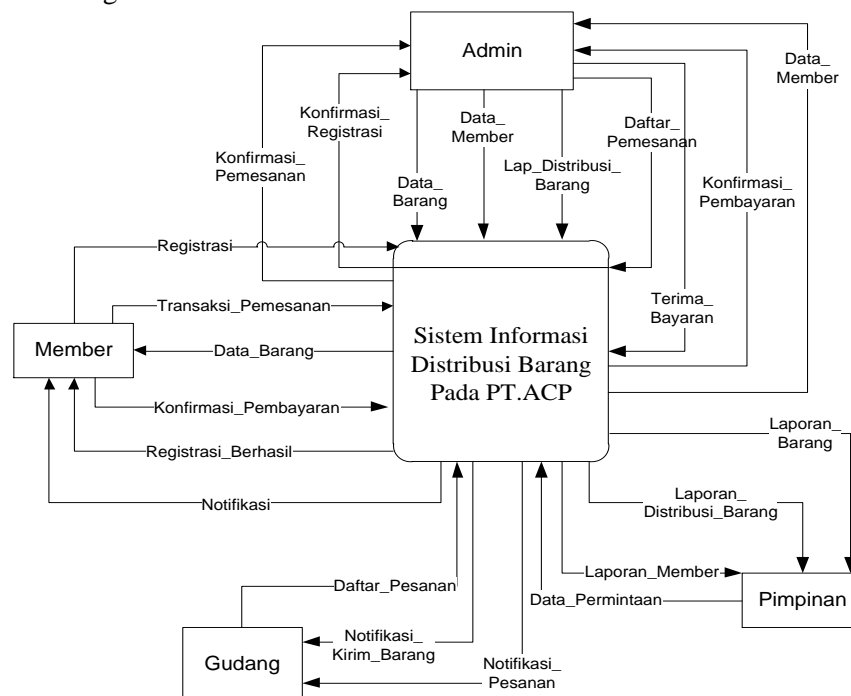 Admin
Data_
Member
Konfirmasi_
Registrasi
Konfirmasi_
Pemesanan
Data_
Barang
Data_
Member
Lap_Distribusi_
Barang
Daftar_
Pemesanan
Konfirmasi_
Pembayaran
Registrasi
Transaksi_Pemesanan
Terima_
Bayaran
Member
Data_Barang
Sistem Informasi
Distribusi Barang
Pada PT.ACP
Konfirmasi_Pembayaran
Registrasi_Berhasil
Notifikasi
Laporan_
Barang
Laporan_
Distribusi_Barang
Laporan_Member
Data_Permintaan
Pimpinan
Daftar_Pesanan
Notifikasi_
Kirim_Barang
Gudang
Notifikasi_
Pesanan